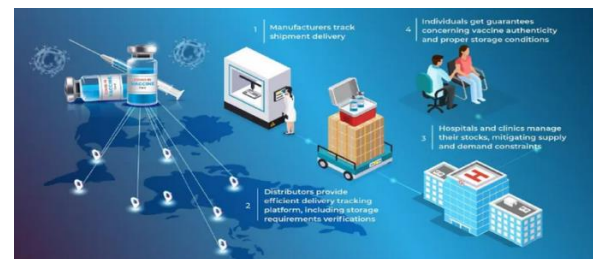 1
Manufacturers track
shipment delivery
2
Distributors provide
efficient delivery tracking
platform, including storage
requirements verifications
3
Hospitals and clinics manage
their stocks, mitigating supply
and demand constraints
4
Individuals get guarantees
concerning vaccine authenticity
and proper storage conditions
VACCINE
H